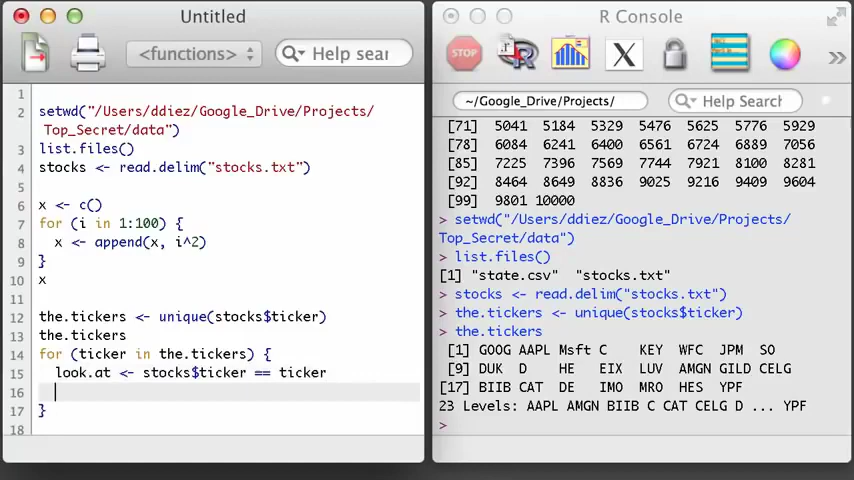 Untitled
<functions>
Help sear
1
2 setwd("/Users/ddiez/Google_Drive/Projects/
Top_Secret/data")
3 list.files()
4 stocks <- read.delim("stocks.txt")
5
6 x <- c()
7 for (i in 1:100) {
8 x <- append(x, i^2)
9 }
10 x
11
12 the.tickers <- unique(stocks$ticker)
13 the.tickers
14 for (ticker in the.tickers) {
15 look.at <- stocks$ticker == ticker
16
17 }
18
R Console
STOP
R
X
»
~/Google_Drive/Projects/
Help Search
[71] 5041 5184 5329 5476 5625 5776 5929
[78] 6084 6241 6400 6561 6724 6889 7056
[85] 7225 7396 7569 7744 7921 8100 8281
[92] 8464 8649 8836 9025 9216 9409 9604
[99] 9801 10000
> setwd("/Users/ddiez/Google_Drive/Projects/
Top_Secret/data")
> list.files()
[1] "state.csv" "stocks.txt"
> stocks <- read.delim("stocks.txt")
> the.tickers <- unique(stocks$ticker)
> the.tickers
[1] GOOG AAPL Msft C KEY WFC JPM SO
[9] DUK D HE EIX LUV AMGN GILD CELG
[17] BIIB CAT DE IMO MRO HES YPF
23 Levels: AAPL AMGN BIIB C CAT CELG D ... YPF
>